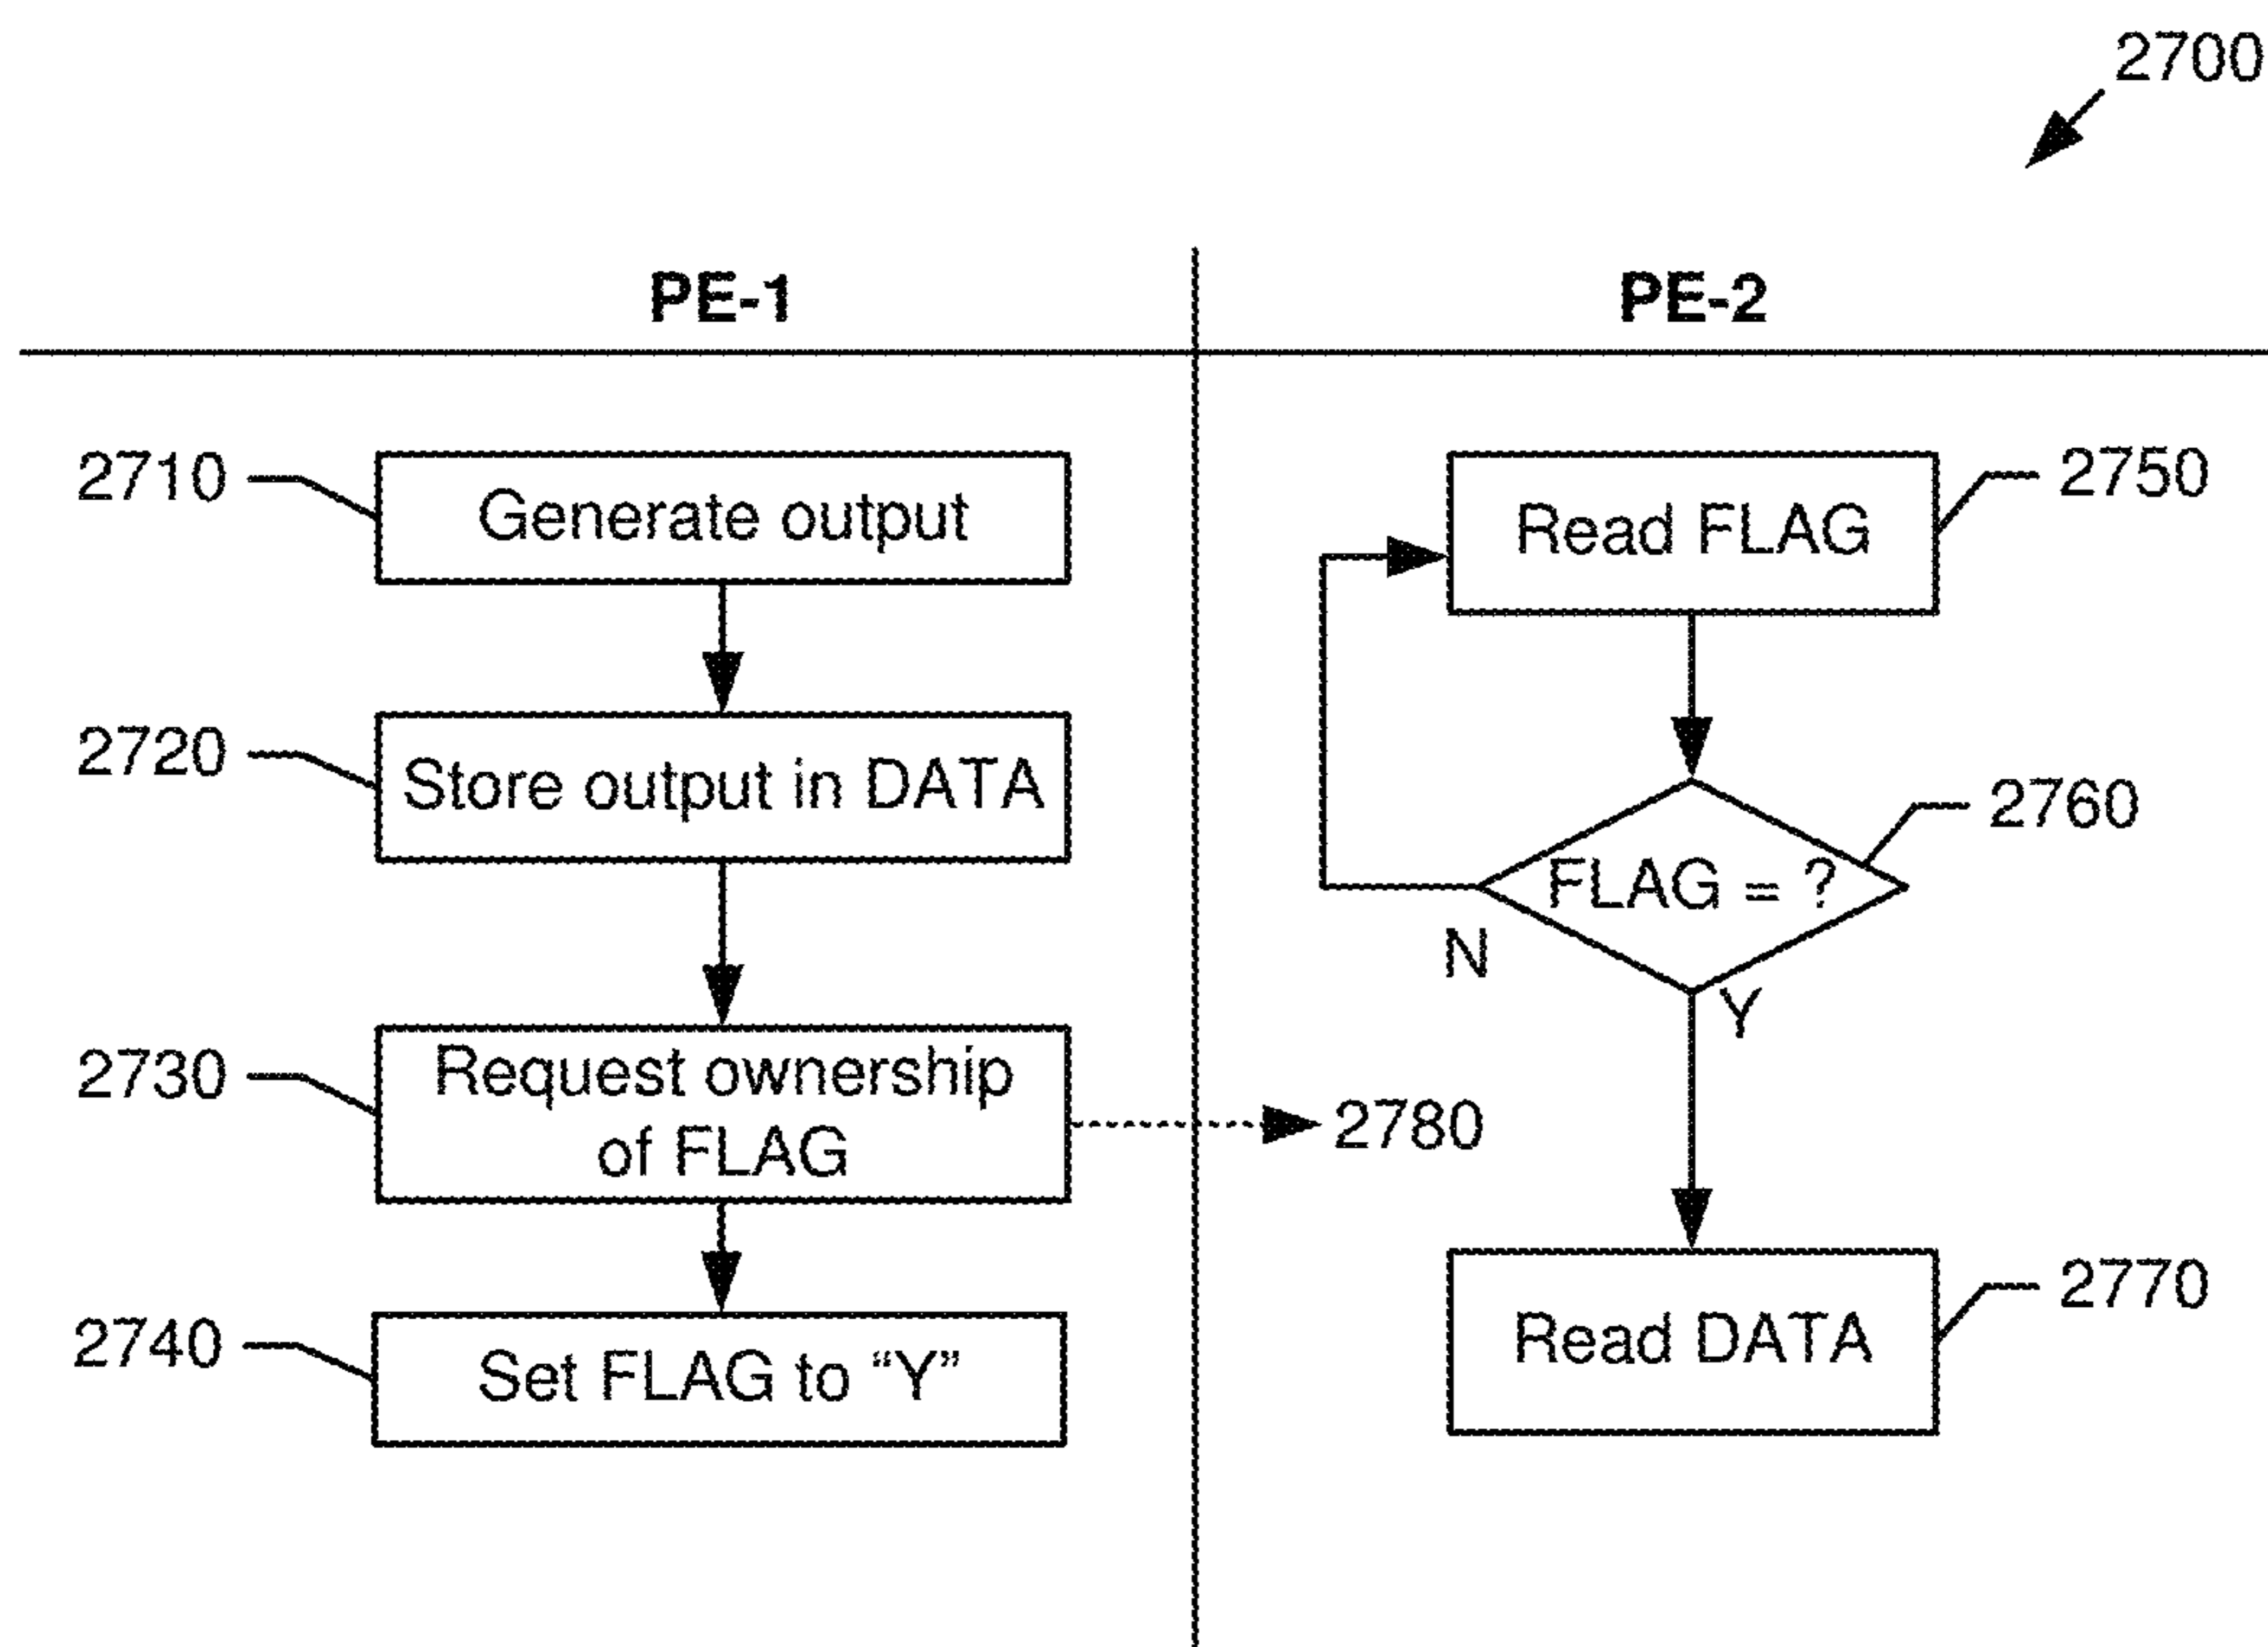 2700
PE-1
PE-2
2710
Generate output
2720
Store output in DATA
2730
Request ownership
of FLAG
2740
Set FLAG to “Y”
2750
Read FLAG
2760
FLAG = ?
N
Y
2780
2770
Read DATA